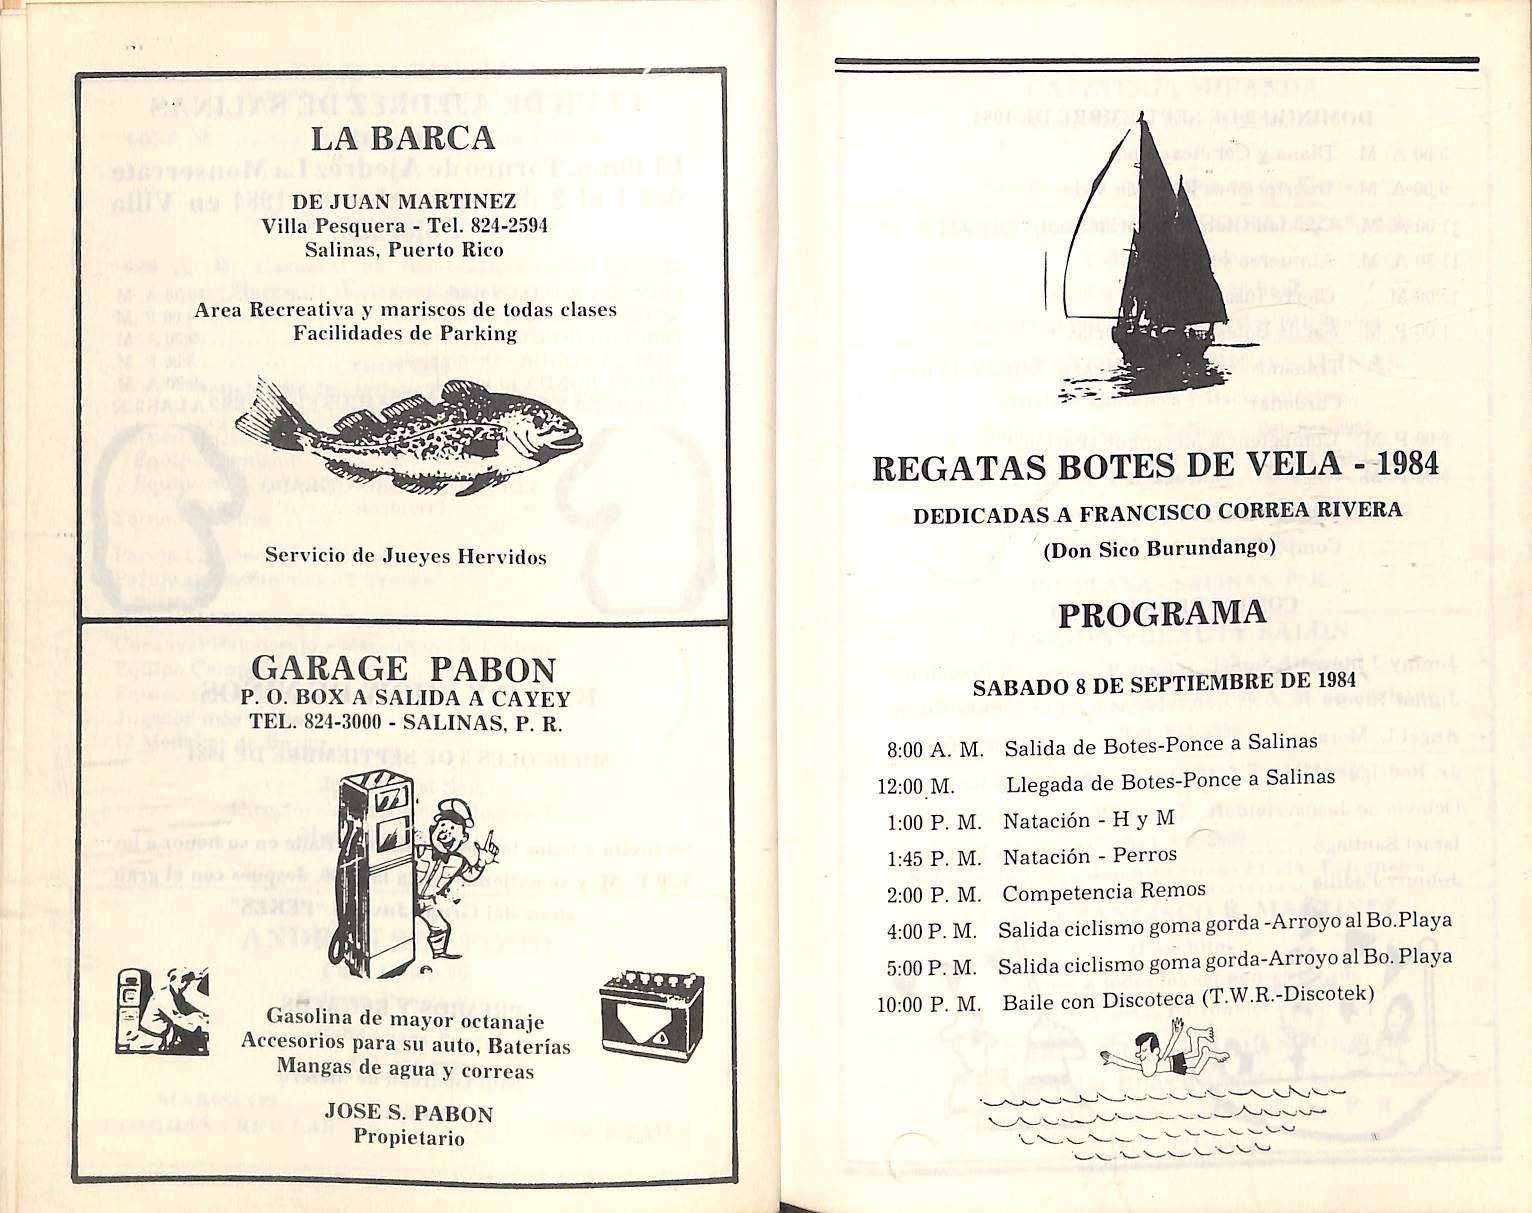 LA BARCA
DE JUAN MARTINEZ
Villa Pesquera - Tel. 824-2594
Salinas, Puerto Rico
Area Recreativa y mariscos de todas clases
Facilidades de Parking
Servicio de Jueyes Hervidos
GARAGE PABON
P. O. BOX A SALIDA A CAYEY
TEL. 824-3000 - SALINAS, P. R.
Gasolina de mayor octanaje
Accesorios para su auto, Baterías
Mangas de agua y correas
JOSE S. PABON
Propietario
REGATAS BOTES DE VELA - 1984
DEDICADAS A FRANCISCO CORREA RIVERA
(Don Sico Burundango)
PROGRAMA
SABADO 8 DE SEPTIEMBRE DE 1984
8:00 A. M. Salida de Botes-Ponce a Salinas
12:00 M. Llegada de Botes-Ponce a Salinas
1:00 P. M. Natación - H y M
1:45 P. M. Natación - Perros
2:00 P. M. Competencia Remos
4:00 P. M. Salida ciclismo goma gorda -Arroyo al Bo.Playa
5:00 P. M. Salida ciclismo goma gorda-Arroyo al Bo. Playa
10:00 P. M. Baile con Discoteca (T.W.R.-Discotek)